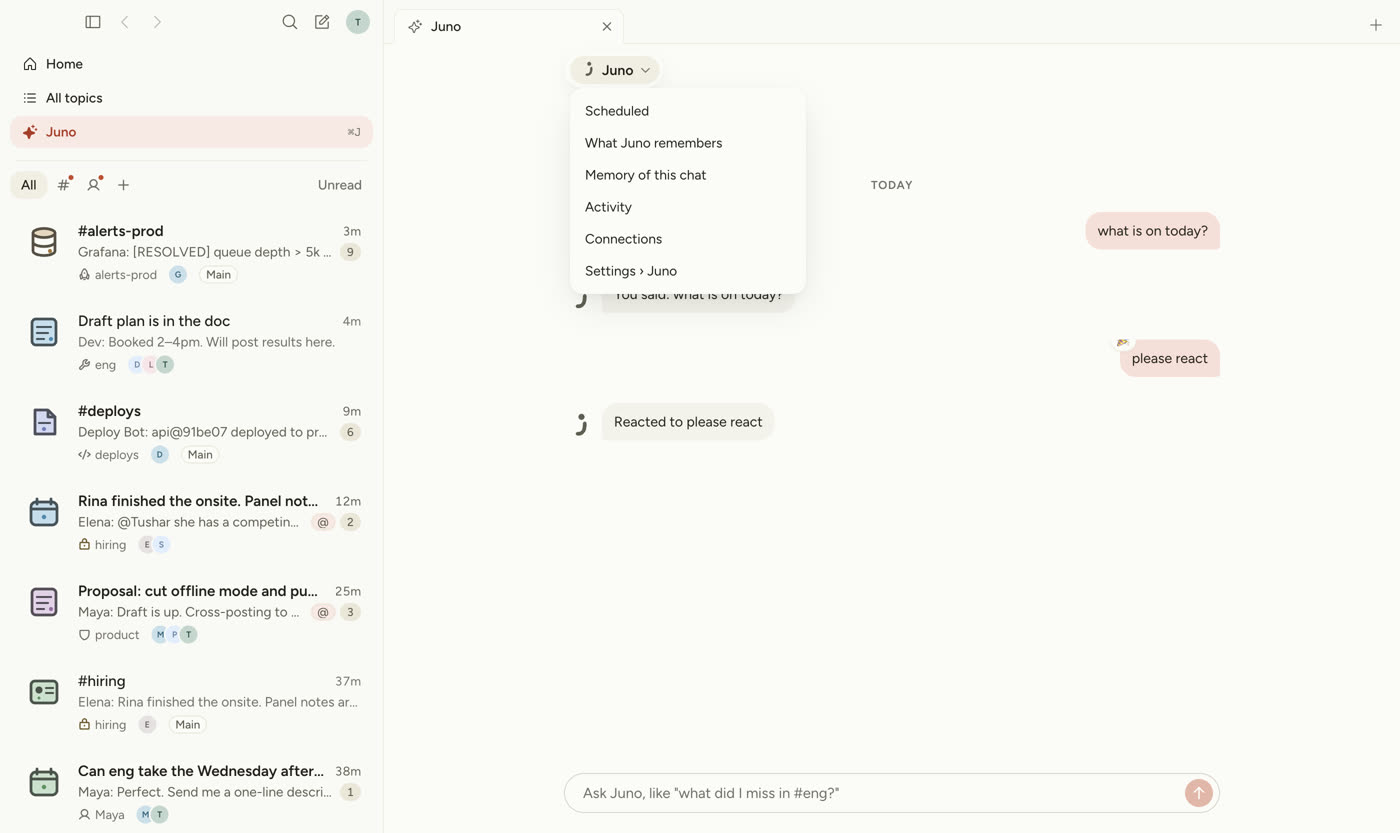 T
Home
All topics
Juno ⌘J
All # Unread
#alerts-prod 3m
Grafana: [RESOLVED] queue depth > 5k ... 9
alerts-prod G Main
Draft plan is in the doc 4m
Dev: Booked 2–4pm. Will post results here.
eng D L T
#deploys 9m
Deploy Bot: api@91be07 deployed to pr... 6
deploys D Main
Rina finished the onsite. Panel not... 12m
Elena: @Tushar she has a competin... @ 2
hiring E S
Proposal: cut offline mode and pu... 25m
Maya: Draft is up. Cross-posting to ... @ 3
product M P T
#hiring 37m
Elena: Rina finished the onsite. Panel notes ar...
hiring E Main
Can eng take the Wednesday after... 38m
Maya: Perfect. Send me a one-line descri... 1
Maya M T
Juno
Juno
Scheduled
What Juno remembers
Memory of this chat
Activity
Connections
Settings › Juno
TODAY
what is on today?
You said: what is on today?
please react
Reacted to please react
Ask Juno, like "what did I miss in #eng?"